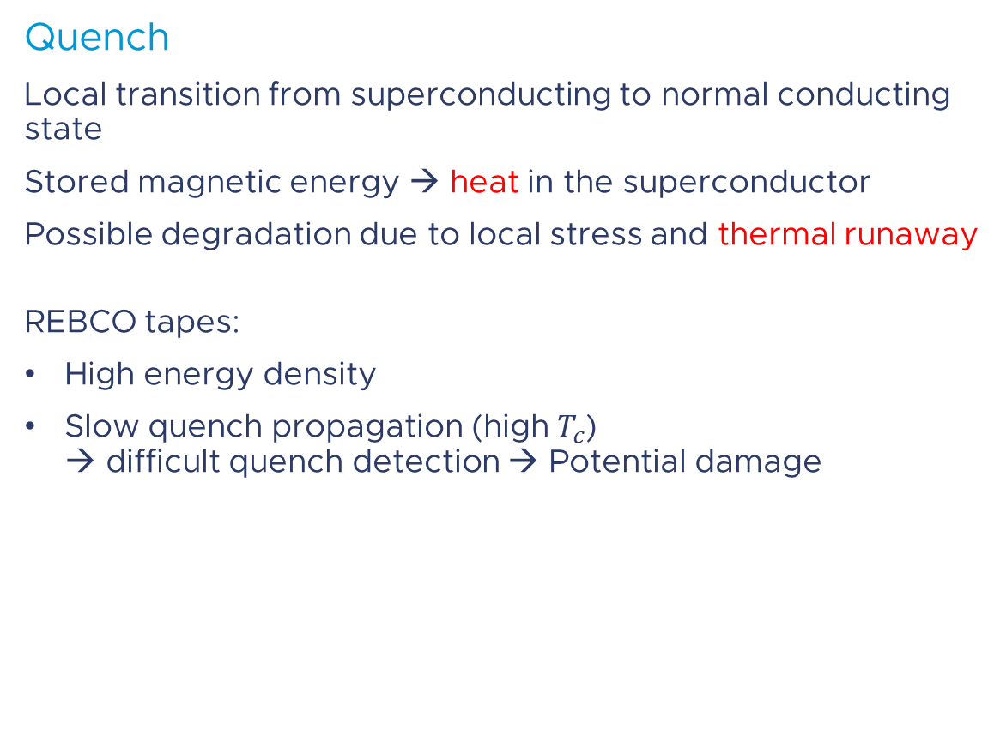 Quench
Local transition from superconducting to normal conducting
state
Stored magnetic energy → heat in the superconductor
Possible degradation due to local stress and thermal runaway
REBCO tapes:
• High energy density
• Slow quench propagation (high T_c)
→ difficult quench detection → Potential damage